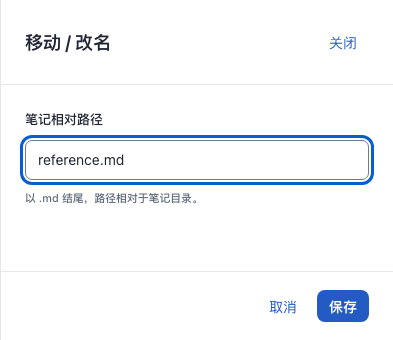 移动 / 改名
关闭
笔记相对路径
reference.md
以 .md 结尾，路径相对于笔记目录。
取消
保存